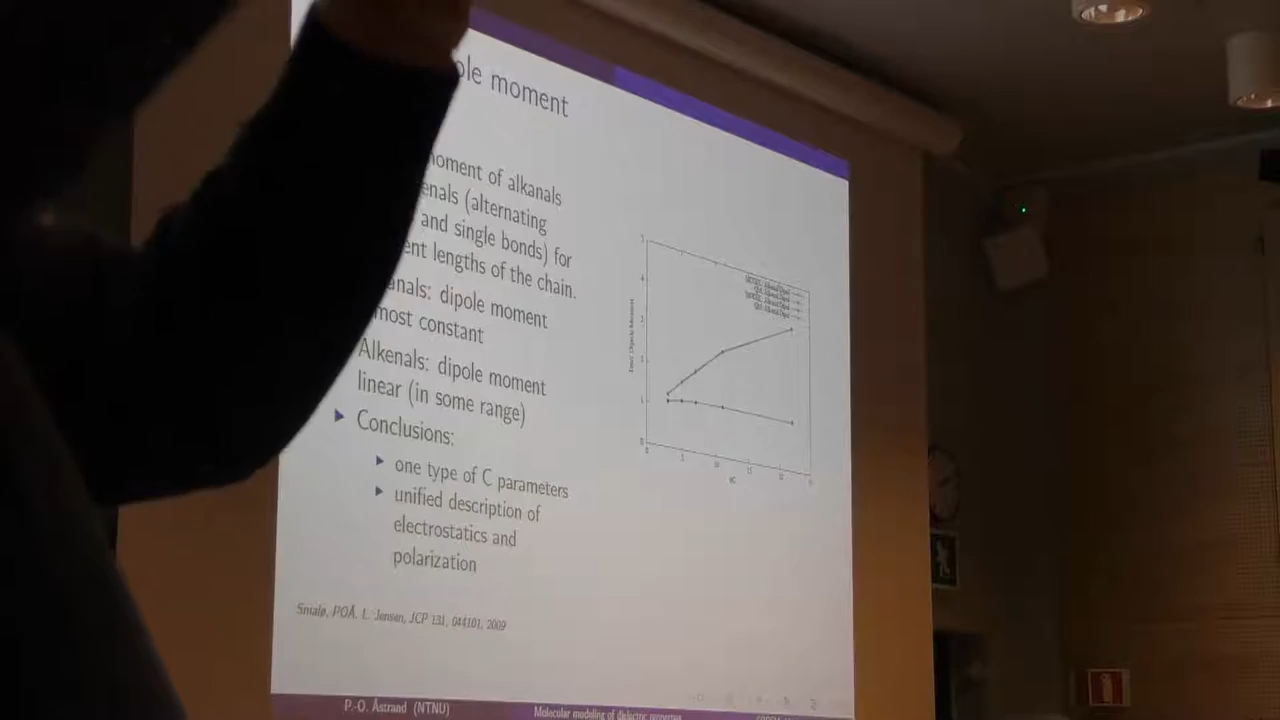 ole moment
oment of alkanals
enals (alternating
and single bonds) for
ent lengths of the chain.
anals: dipole moment
most constant
Alkenals: dipole moment
linear (in some range)
Conclusions:
one type of C parameters
unified description of
electrostatics and
polarization
Smalø, POÅ, L. Jensen, JCP 131, 044101, 2009
P.-O. Åstrand (NTNU)
Molecular modeling of dielectric properties